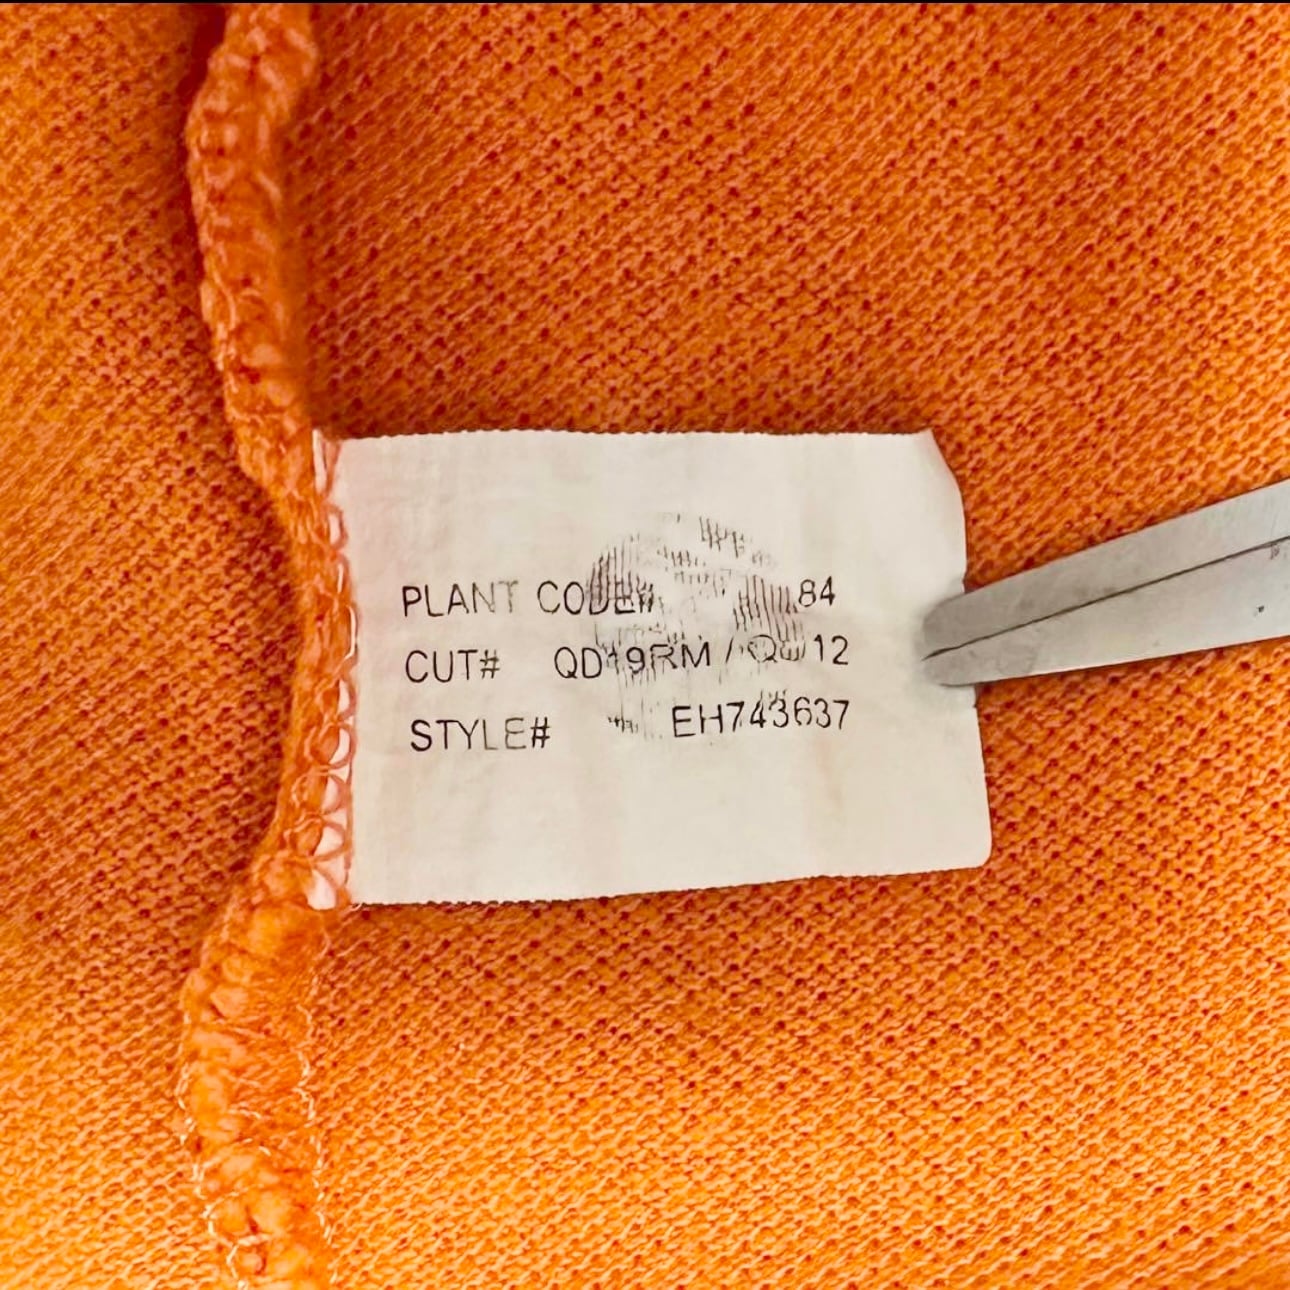 PLANT CODE# 84
CUT# QD19RM / 12
STYLE# EH743637